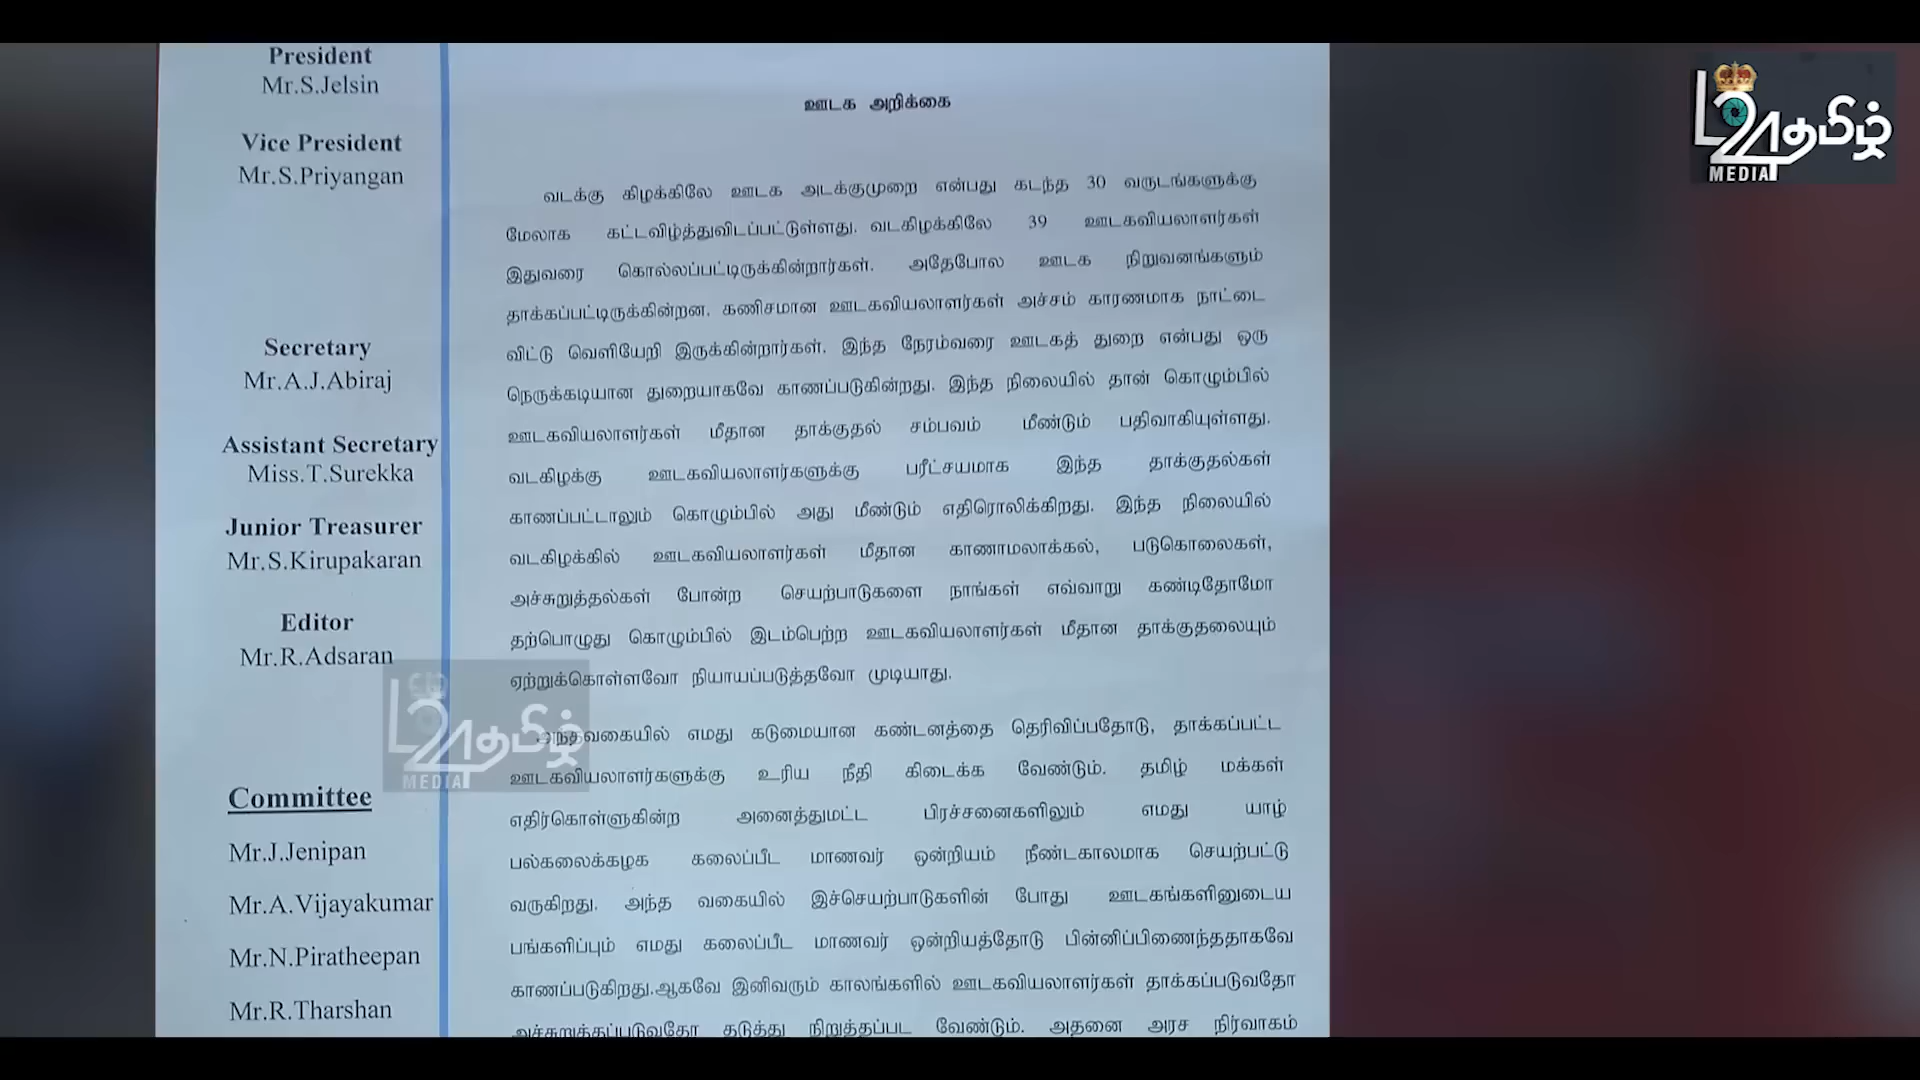 President
Mr.S.Jelsin
Vice President
Mr.S.Priyangan
Secretary
Mr.A.J.Abiraj
Assistant Secretary
Miss.T.Surekka
Junior Treasurer
Mr.S.Kirupakaran
Editor
Mr.R.Adsaran
Committee
Mr.J.Jenipan
Mr.A.Vijayakumar
Mr.N.Piratheepan
Mr.R.Tharshan
ஊடக அறிக்கை
வடக்கு கிழக்கிலே ஊடக அடக்குமுறை என்பது கடந்த 30 வருடங்களுக்கு
மேலாக கட்டவிழ்த்துவிடப்பட்டுள்ளது. வடகிழக்கிலே 39 ஊடகவியலாளர்கள்
இதுவரை கொல்லப்பட்டிருக்கின்றார்கள். அதேபோல ஊடக நிறுவனங்களும்
தாக்கப்பட்டிருக்கின்றன. கணிசமான ஊடகவியலாளர்கள் அச்சம் காரணமாக நாட்டை
விட்டு வெளியேறி இருக்கின்றார்கள். இந்த நேரம்வரை ஊடகத் துறை என்பது ஒரு
நெருக்கடியான துறையாகவே காணப்படுகின்றது. இந்த நிலையில் தான் கொழும்பில்
ஊடகவியலாளர்கள் மீதான தாக்குதல் சம்பவம் மீண்டும் பதிவாகியுள்ளது.
வடகிழக்கு ஊடகவியலாளர்களுக்கு பரீட்சயமாக இந்த தாக்குதல்கள்
காணப்பட்டாலும் கொழும்பில் அது மீண்டும் எதிரொலிக்கிறது. இந்த நிலையில்
வடகிழக்கில் ஊடகவியலாளர்கள் மீதான காணாமலாக்கல், படுகொலைகள்,
அச்சுறுத்தல்கள் போன்ற செயற்பாடுகளை நாங்கள் எவ்வாறு கண்டிதோமோ
தற்பொழுது கொழும்பில் இடம்பெற்ற ஊடகவியலாளர்கள் மீதான தாக்குதலையும்
ஏற்றுக்கொள்ளவோ நியாயப்படுத்தவோ முடியாது.
அந்தவகையில் எமது கடுமையான கண்டனத்தை தெரிவிப்பதோடு, தாக்கப்பட்ட
ஊடகவியலாளர்களுக்கு உரிய நீதி கிடைக்க வேண்டும். தமிழ் மக்கள்
எதிர்கொள்ளுகின்ற அனைத்துமட்ட பிரச்சனைகளிலும் எமது யாழ்
பல்கலைக்கழக கலைப்பீட மாணவர் ஒன்றியம் நீண்டகாலமாக செயற்பட்டு
வருகிறது. அந்த வகையில் இச்செயற்பாடுகளின் போது ஊடகங்களினுடைய
பங்களிப்பும் எமது கலைப்பீட மாணவர் ஒன்றியத்தோடு பின்னிப்பிணைந்ததாகவே
காணப்படுகிறது.ஆகவே இனிவரும் காலங்களில் ஊடகவியலாளர்கள் தாக்கப்படுவதோ
அச்சுறுத்தப்படுவதோ தடுத்து நிறுத்தப்பட வேண்டும். அதனை அரச நிர்வாகம்
தமிழ்
MEDIA
தமிழ்
MEDIA